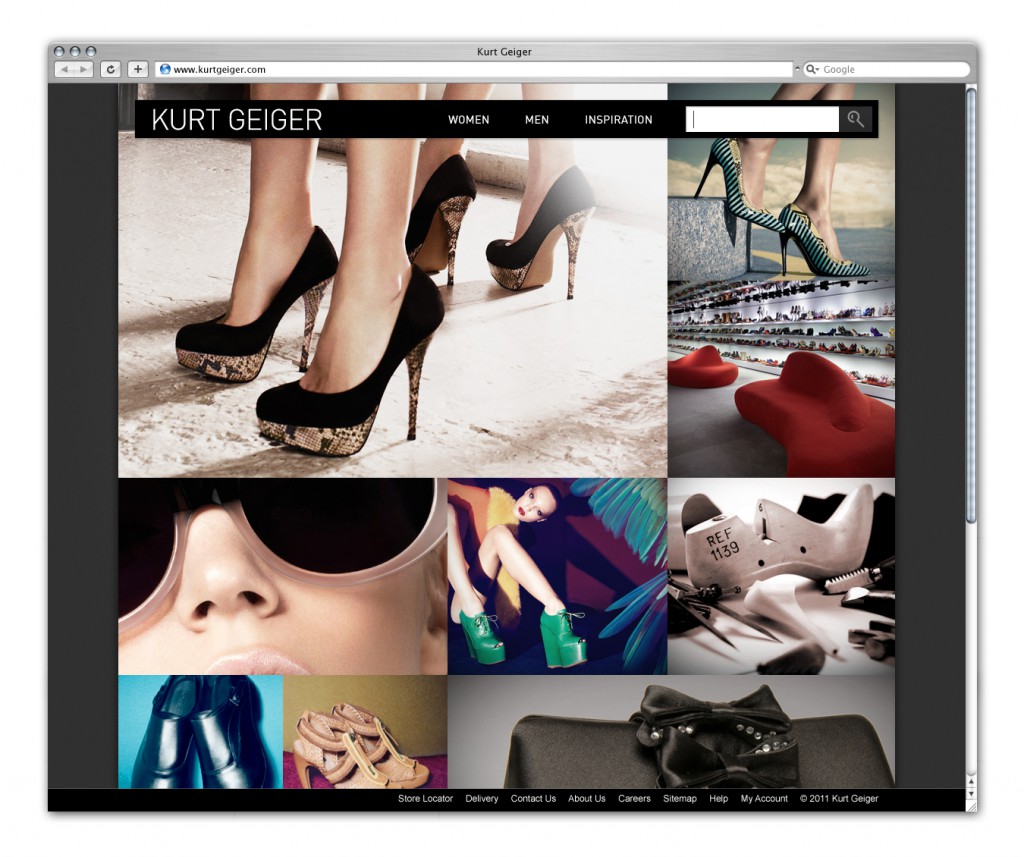 Kurt Geiger
www.kurtgeiger.com
Google
KURT GEIGER
WOMEN MEN INSPIRATION
REF
1139
Store Locator Delivery Contact Us About Us Careers Sitemap Help My Account © 2011 Kurt Geiger